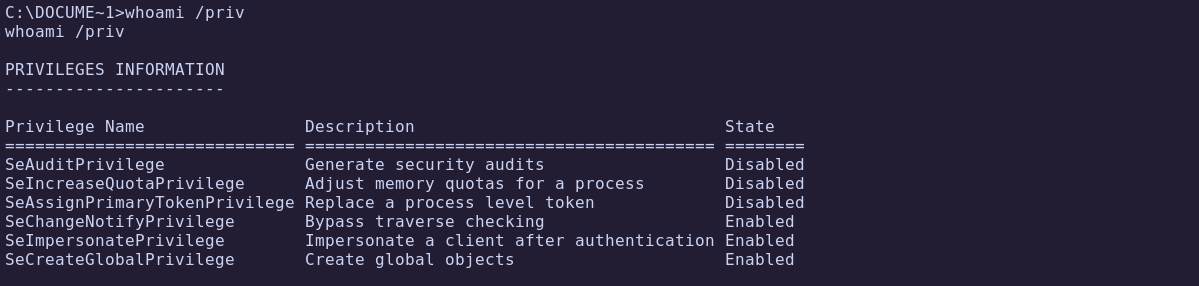 C:\DOCUME~1>whoami /priv
whoami /priv
PRIVILEGES INFORMATION
----------------------
Privilege Name                Description                               State
============================= ========================================= ========
SeAuditPrivilege              Generate security audits                  Disabled
SeIncreaseQuotaPrivilege      Adjust memory quotas for a process        Disabled
SeAssignPrimaryTokenPrivilege Replace a process level token             Disabled
SeChangeNotifyPrivilege       Bypass traverse checking                  Enabled
SeImpersonatePrivilege        Impersonate a client after authentication Enabled
SeCreateGlobalPrivilege       Create global objects                     Enabled